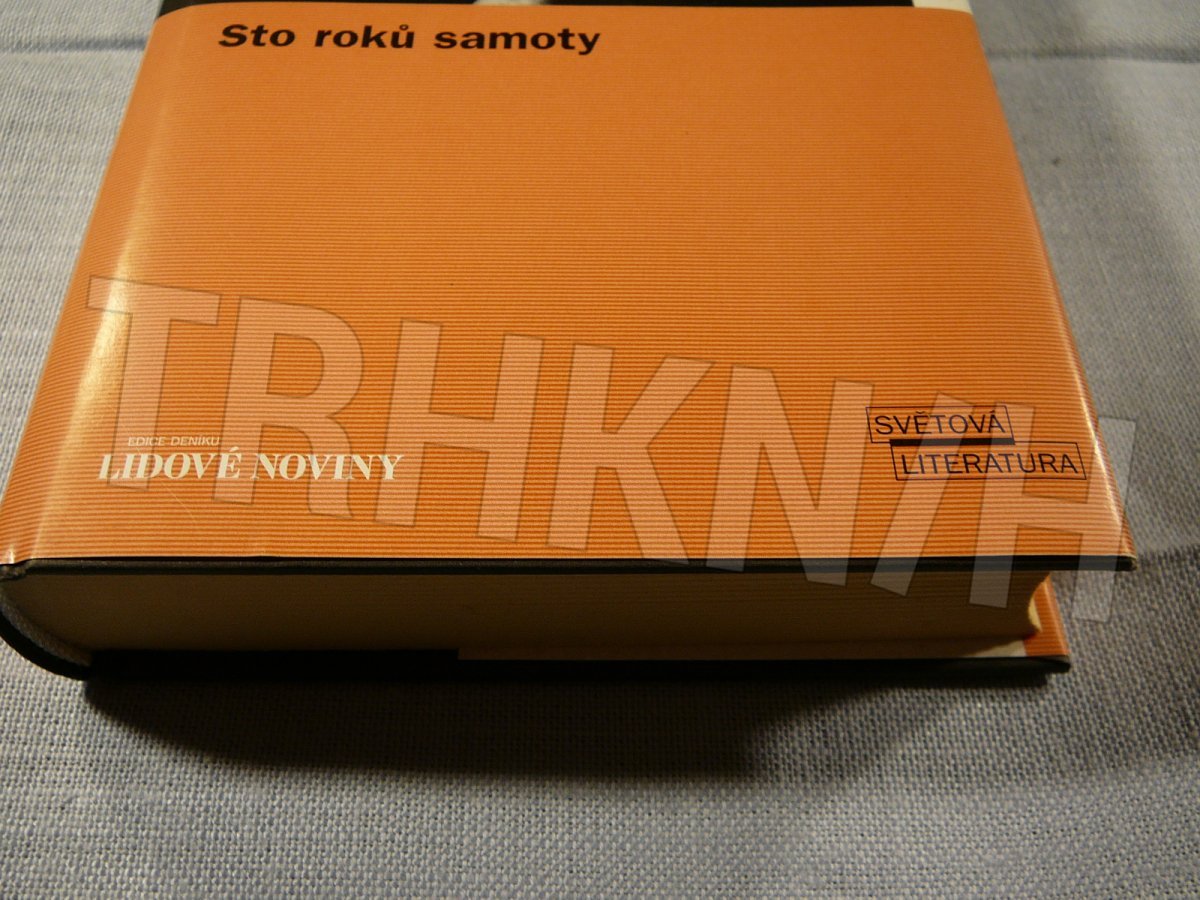 Sto roků samoty
TRHKNIH
EDICE DENÍKU
LIDOVÉ NOVINY
SVĚTOVÁ
LITERATURA